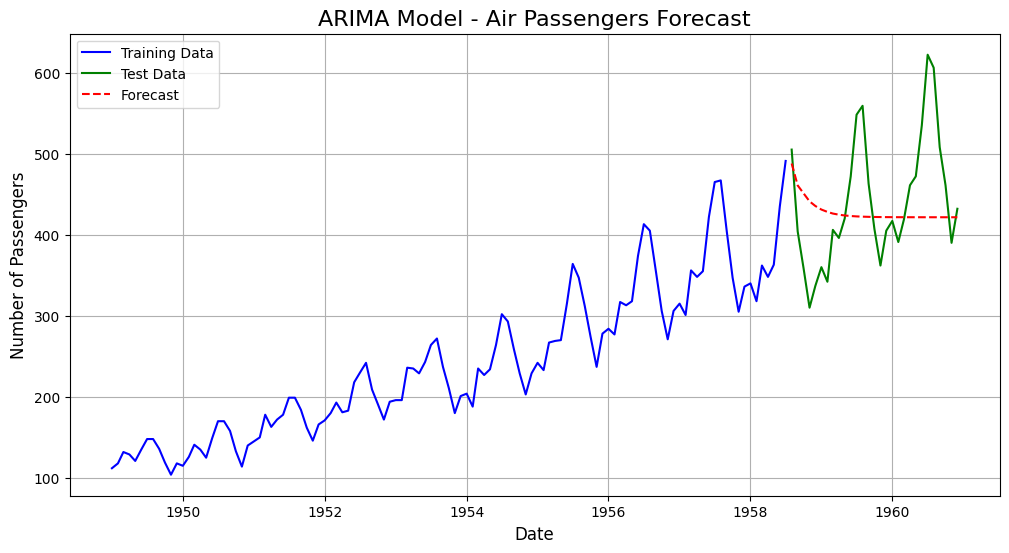 ARIMA Model - Air Passengers Forecast
Training Data
Test Data
Forecast
Number of Passengers
600
500
400
300
200
100
1950 1952 1954 1956 1958 1960
Date